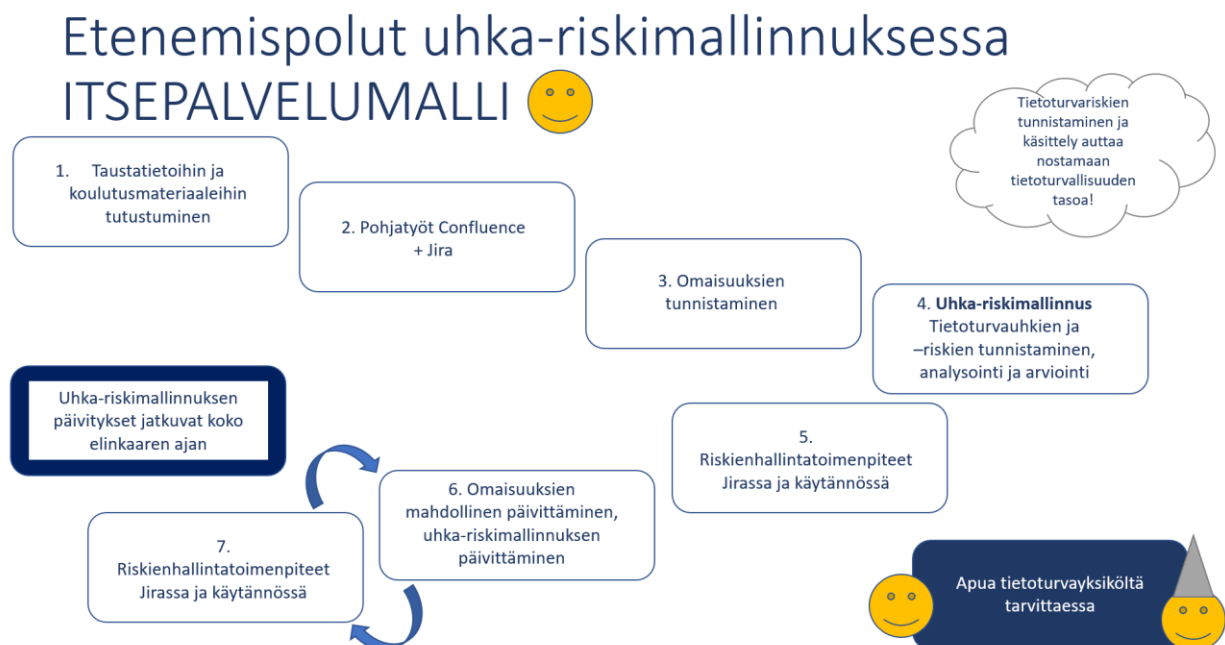 Etenemispolut uhka-riskimallinnuksessa
ITSEPALVELUMALLI
Tietoturvariskien
tunnistaminen ja
käsittely auttaa
nostamaan
tietoturvallisuuden
tasoa!
1. Taustatietoihin ja
koulutusmateriaaleihin
tutustuminen
2. Pohjatyöt Confluence
+ Jira
3. Omaisuuksien
tunnistaminen
4. Uhka-riskimallinnus
Tietoturvauhkien ja
–riskien tunnistaminen,
analysointi ja arviointi
Uhka-riskimallinnuksen
päivitykset jatkuvat koko
elinkaaren ajan
5.
Riskienhallintatoimenpiteet
Jirassa ja käytännössä
6. Omaisuuksien
mahdollinen päivittäminen,
uhka-riskimallinnuksen
päivittäminen
7.
Riskienhallintatoimenpiteet
Jirassa ja käytännössä
Apua tietoturvayksiköltä
tarvittaessa